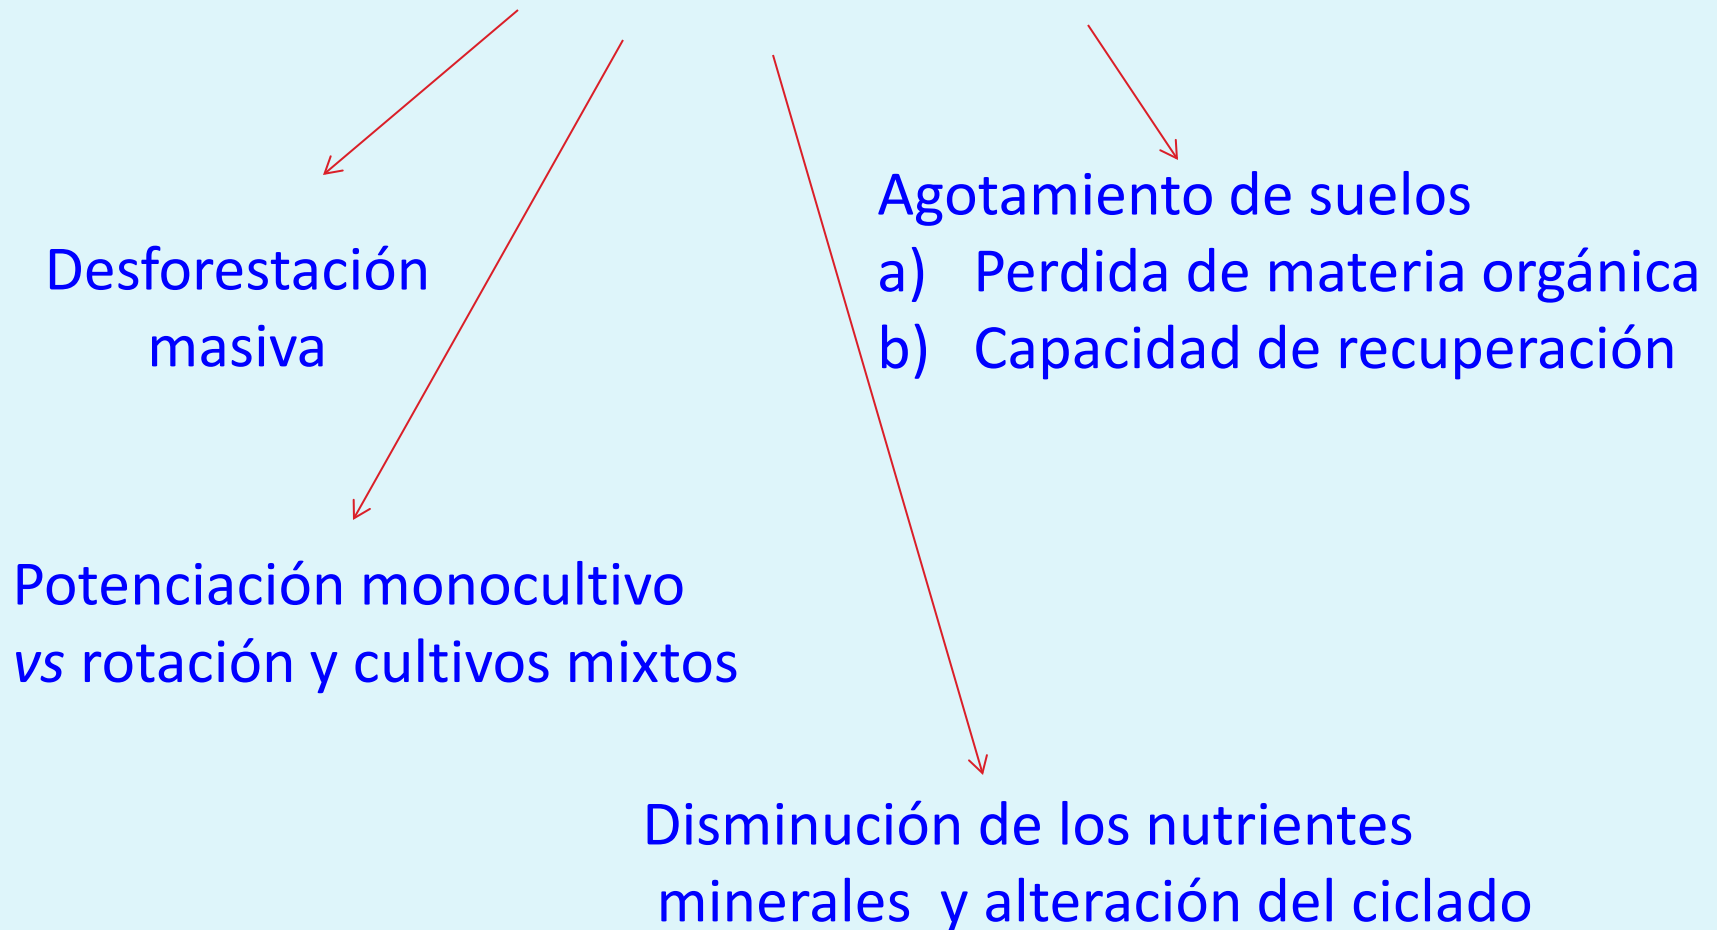 Desforestación
masiva
Agotamiento de suelos
a) Perdida de materia orgánica
b) Capacidad de recuperación
Potenciación monocultivo
vs rotación y cultivos mixtos
Disminución de los nutrientes
minerales y alteración del ciclado